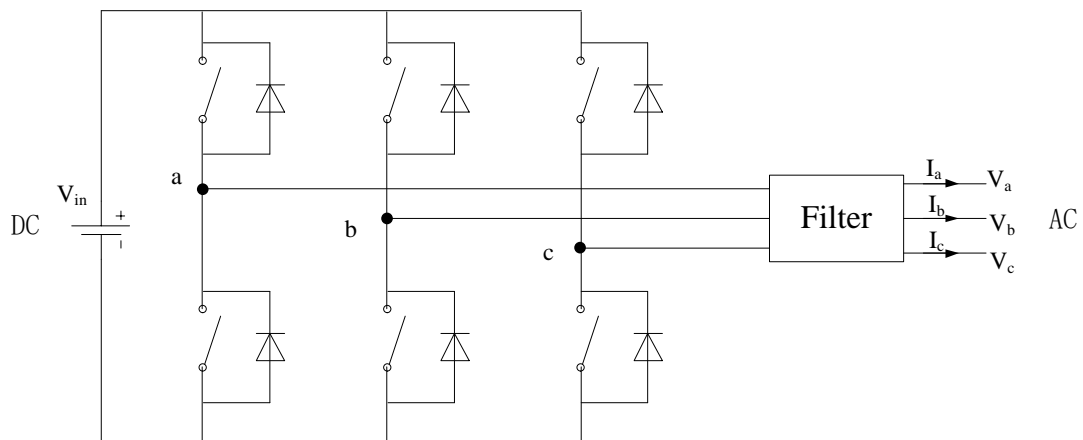 a
I_a
V_a
V_in
+
I_b
DC
b
Filter
V_b
AC
-
c
I_c
V_c